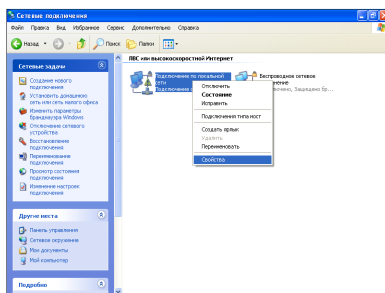 Сетевые подключения
Файл Правка Вид Избранное Сервис Дополнительно Справка
Назад Поиск Папки
Сетевые задачи
Создание нового подключения
Установить домашнюю сеть или сеть малого офиса
Изменить параметры брандмауэра Windows
Отключение сетевого устройства
Восстановление подключения
Переименование подключения
Просмотр состояния подключения
Изменение настроек подключения
Другие места
Панель управления
Сетевое окружение
Мои документы
Мой компьютер
Подробно
ЛВС или высокоскоростной Интернет
Подключение по локальной сети
Подключено
Беспроводное сетевое
Отключить
Состояние
Исправить
Подключения типа мост
Создать ярлык
Удалить
Переименовать
Свойства